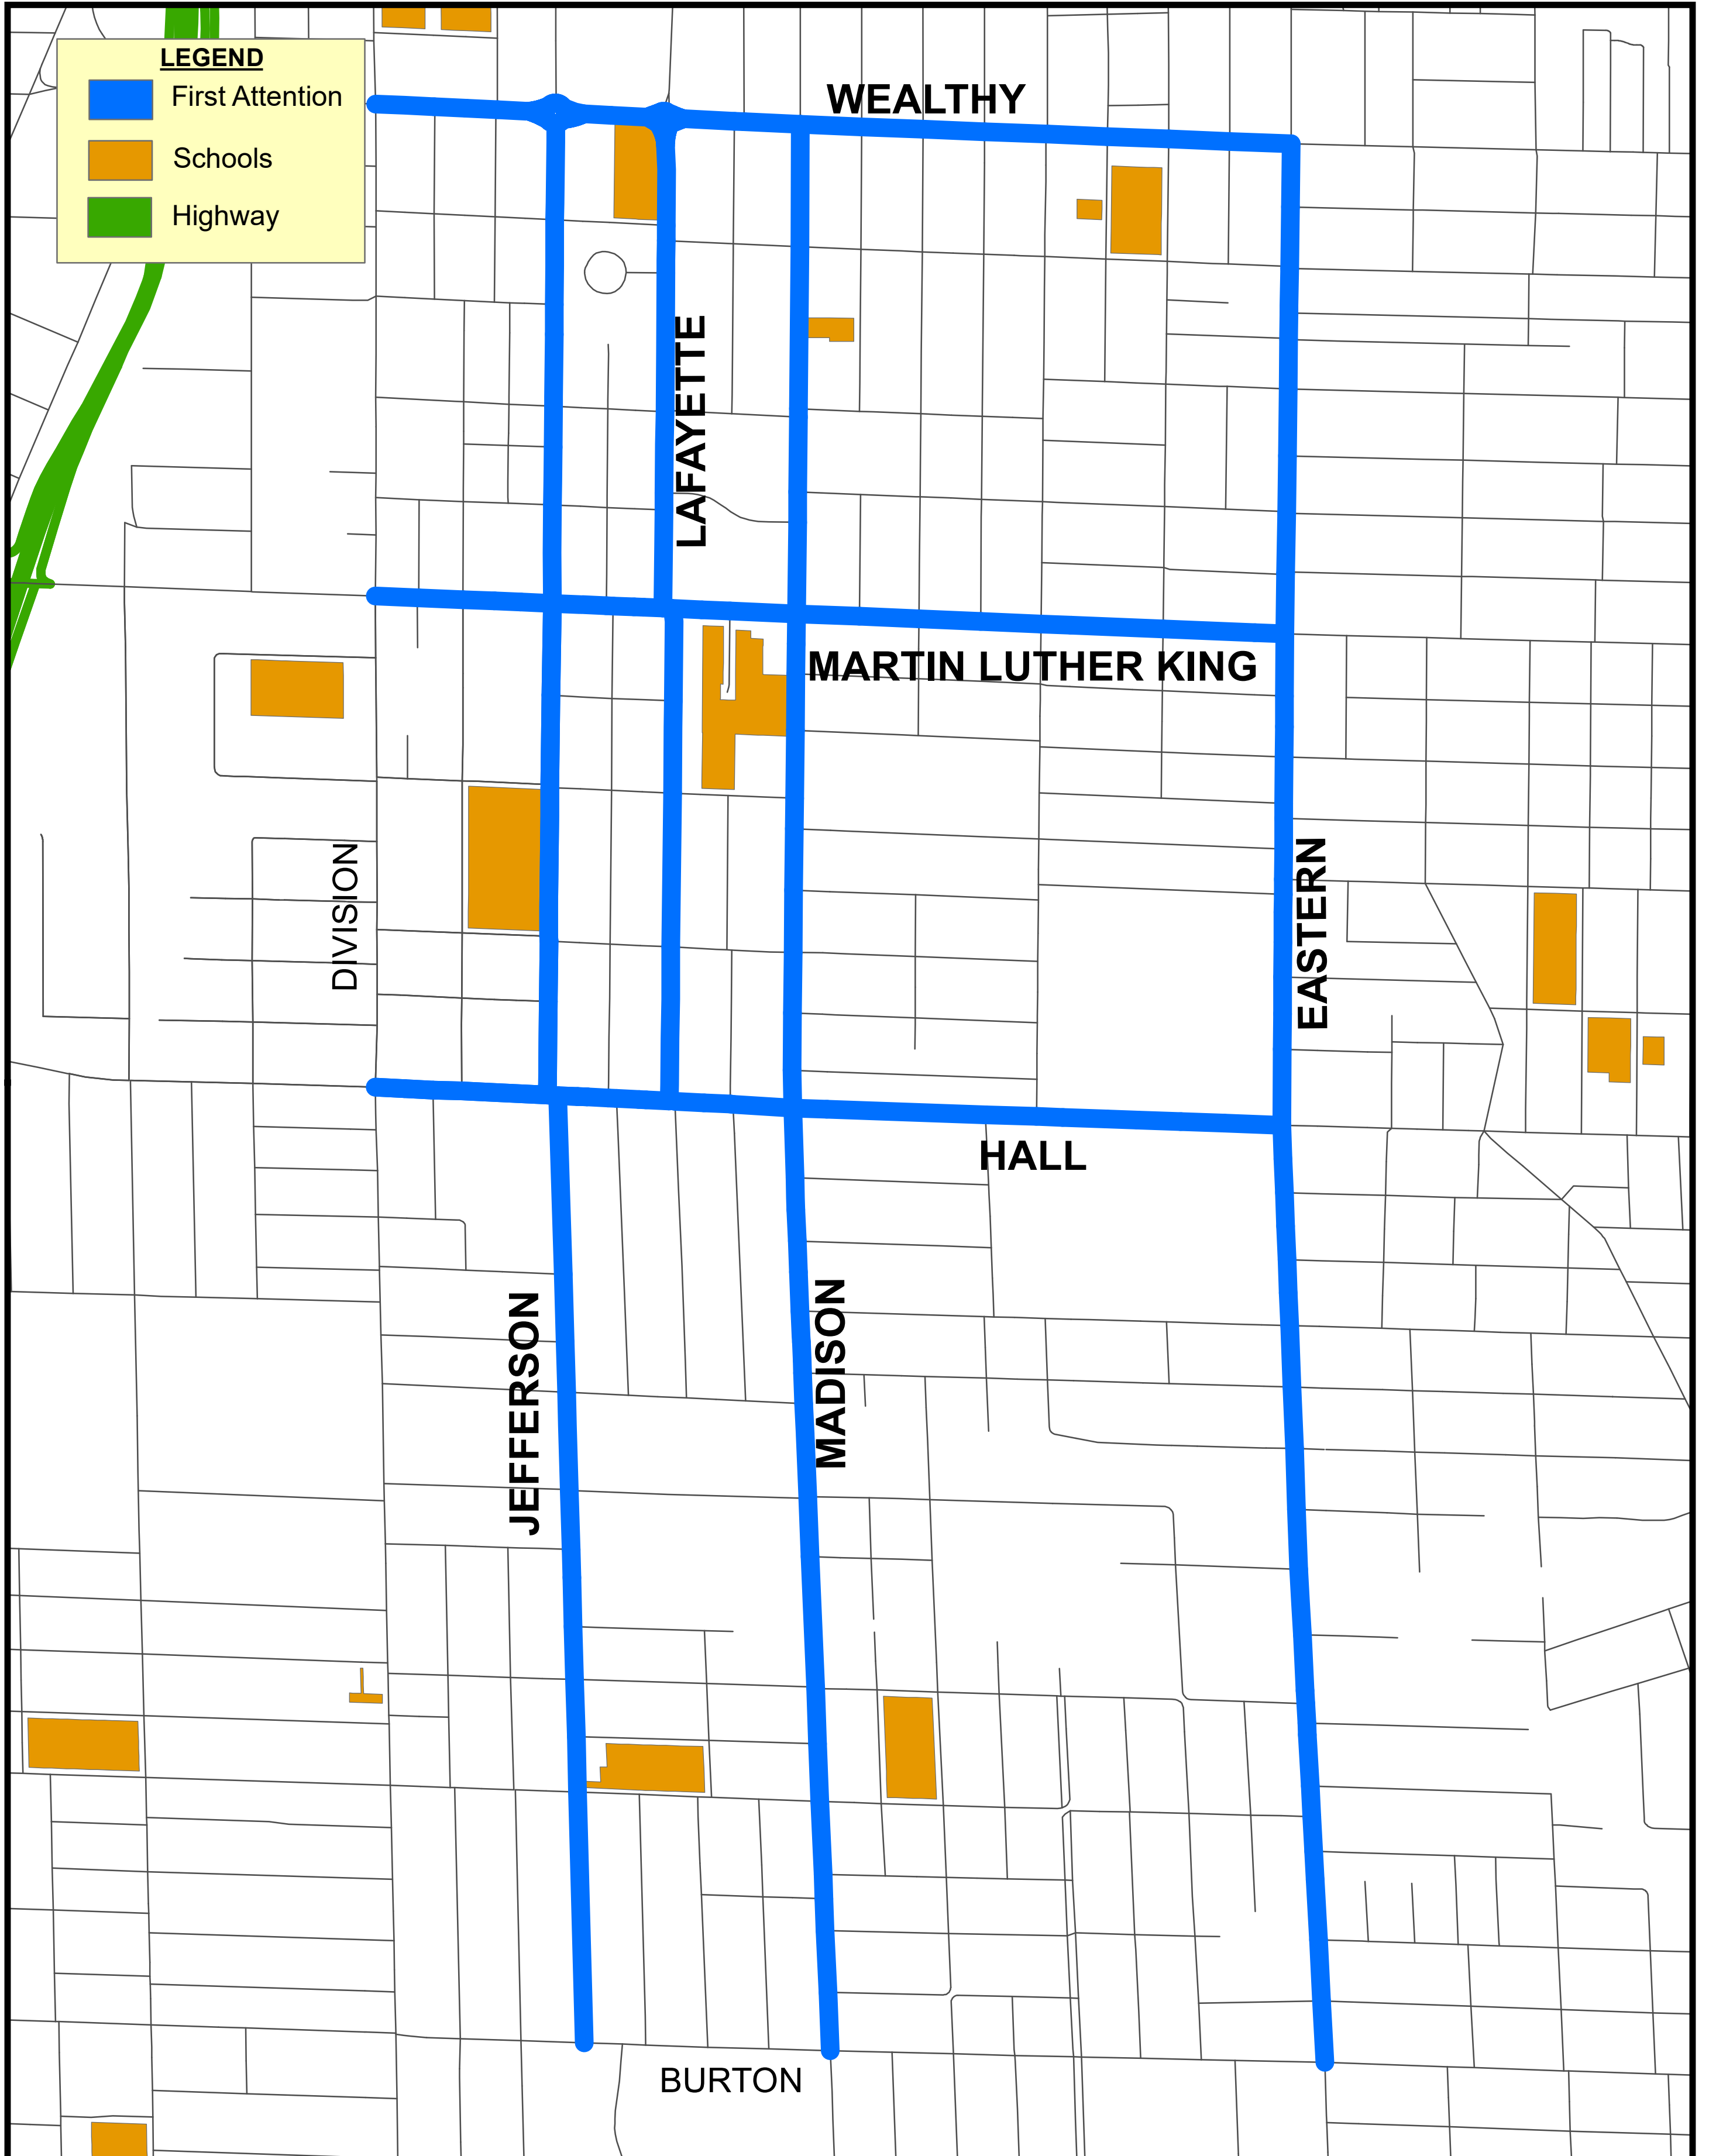 LEGEND
First Attention
Schools
Highway
WEALTHY
LAFAYETTE
MARTIN LUTHER KING
DIVISION
EASTERN
HALL
JEFFERSON
MADISON
BURTON